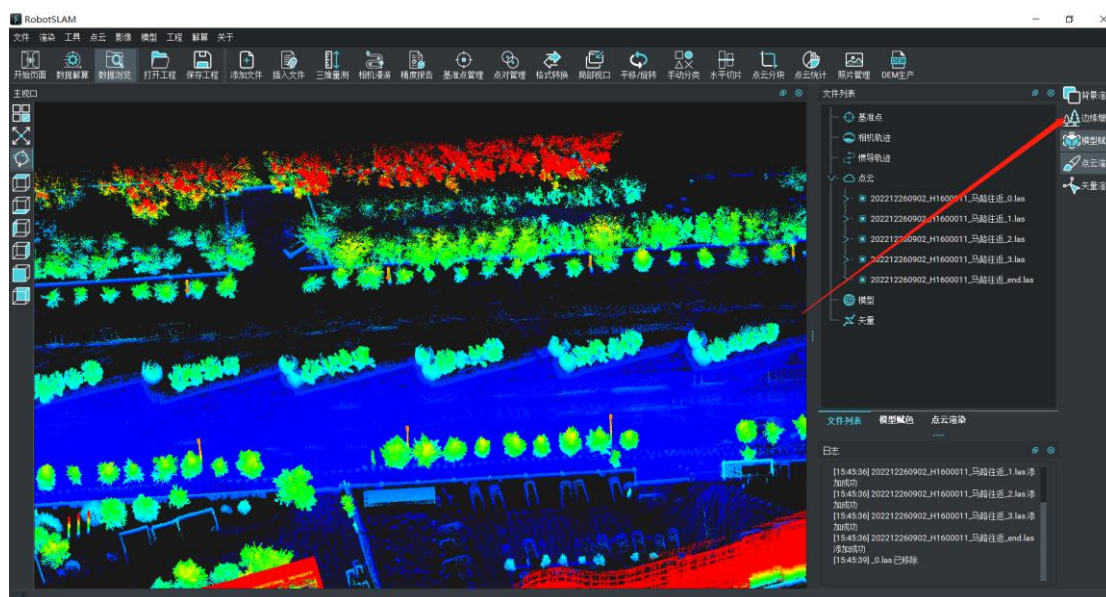 RobotSLAM
文件 渲染 工具 点云 影像 模型 工程 解算 关于
开始页面 数据解算 数据浏览 打开工程 保存工程 添加文件 插入文件 三维量测 相机漫游 精度报告 基准点管理 点对管理 格式转换 局部视口 平移/旋转 手动分类 水平切片 点云分块 点云统计 照片管理 DEM生产
主视口
文件列表
基准点
相机轨迹
惯导轨迹
点云
202212260902_H1600011_马路往返_0.las
202212260902_H1600011_马路往返_1.las
202212260902_H1600011_马路往返_2.las
202212260902_H1600011_马路往返_3.las
202212260902_H1600011_马路往返_end.las
模型
矢量
文件列表 模型赋色 点云渲染
日志
[15:45:36] 202212260902_H1600011_马路往返_1.las 添
加成功
[15:45:36] 202212260902_H1600011_马路往返_2.las 添
加成功
[15:45:36] 202212260902_H1600011_马路往返_3.las 添
加成功
[15:45:36] 202212260902_H1600011_马路往返_end.las
添加成功
[15:45:39] _0.las 已移除
背景渲
边缘增
模型赋
点云渲
矢量渲